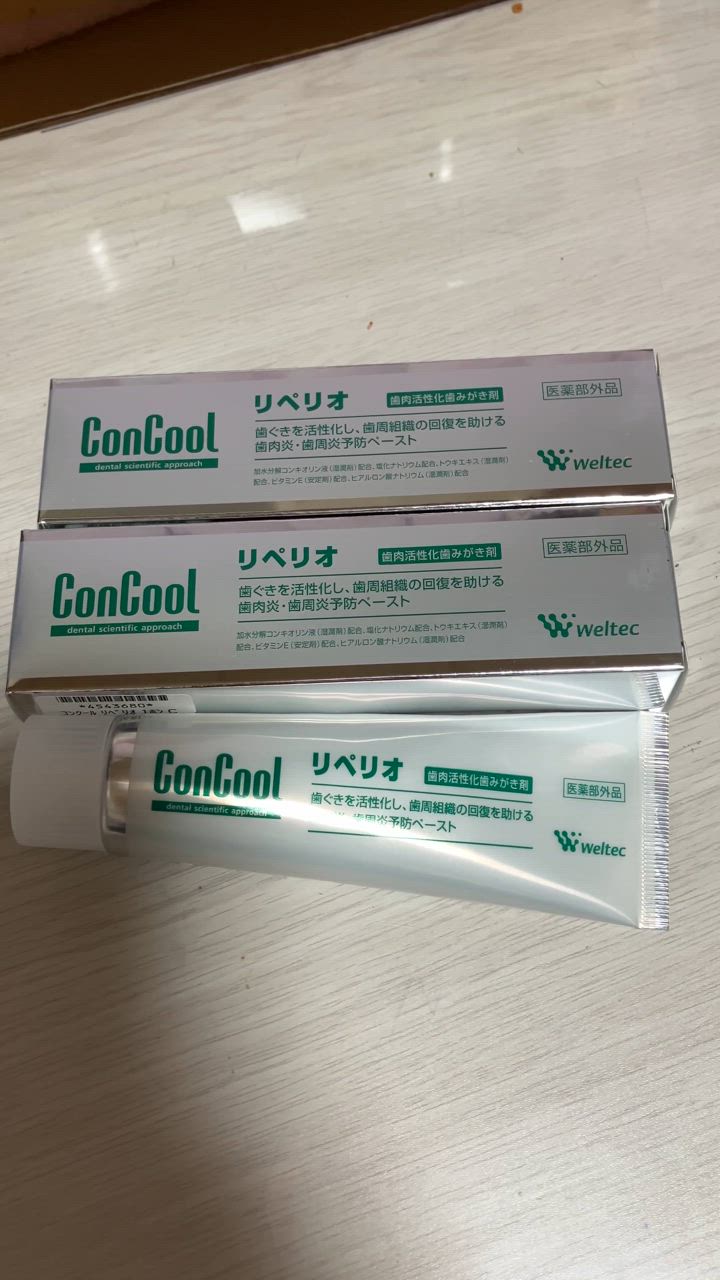 ConCool
dental scientific approach
リペリオ
歯肉活性化歯みがき剤
医薬部外品
歯ぐきを活性化し、歯周組織の回復を助ける
歯肉炎・歯周炎予防ペースト
加水分解コンキオリン液(湿潤剤)配合、塩化ナトリウム配合、トウキエキス(湿潤剤)
配合、ビタミンE(安定剤)配合、ヒアルロン酸ナトリウム(湿潤剤)配合
weltec
ConCool
dental scientific approach
リペリオ
歯肉活性化歯みがき剤
医薬部外品
歯ぐきを活性化し、歯周組織の回復を助ける
歯肉炎・歯周炎予防ペースト
加水分解コンキオリン液(湿潤剤)配合、塩化ナトリウム配合、トウキエキス(湿潤剤)
配合、ビタミンE(安定剤)配合、ヒアルロン酸ナトリウム(湿潤剤)配合
weltec
*4543680*
コンクール リペリオ
ConCool
dental scientific approach
リペリオ
歯肉活性化歯みがき剤
医薬部外品
歯ぐきを活性化し、歯周組織の回復を助ける
歯周炎予防ペースト
weltec